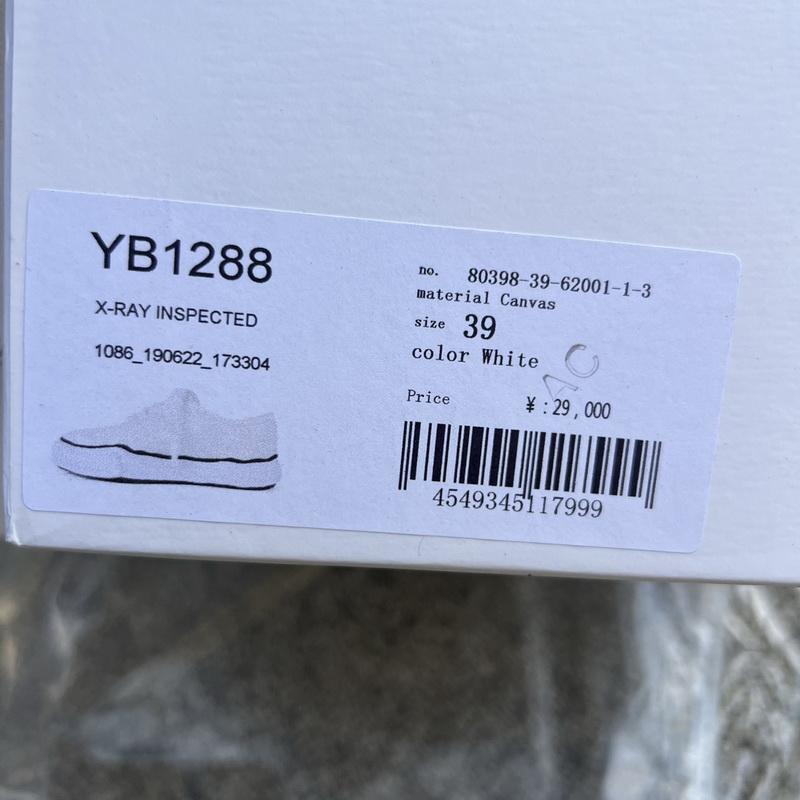 YB1288
X-RAY INSPECTED
1086_190622_173304
no. 80398-39-62001-1-3
material Canvas
size 39
color White
AC
Price ¥:29,000
4549345117999